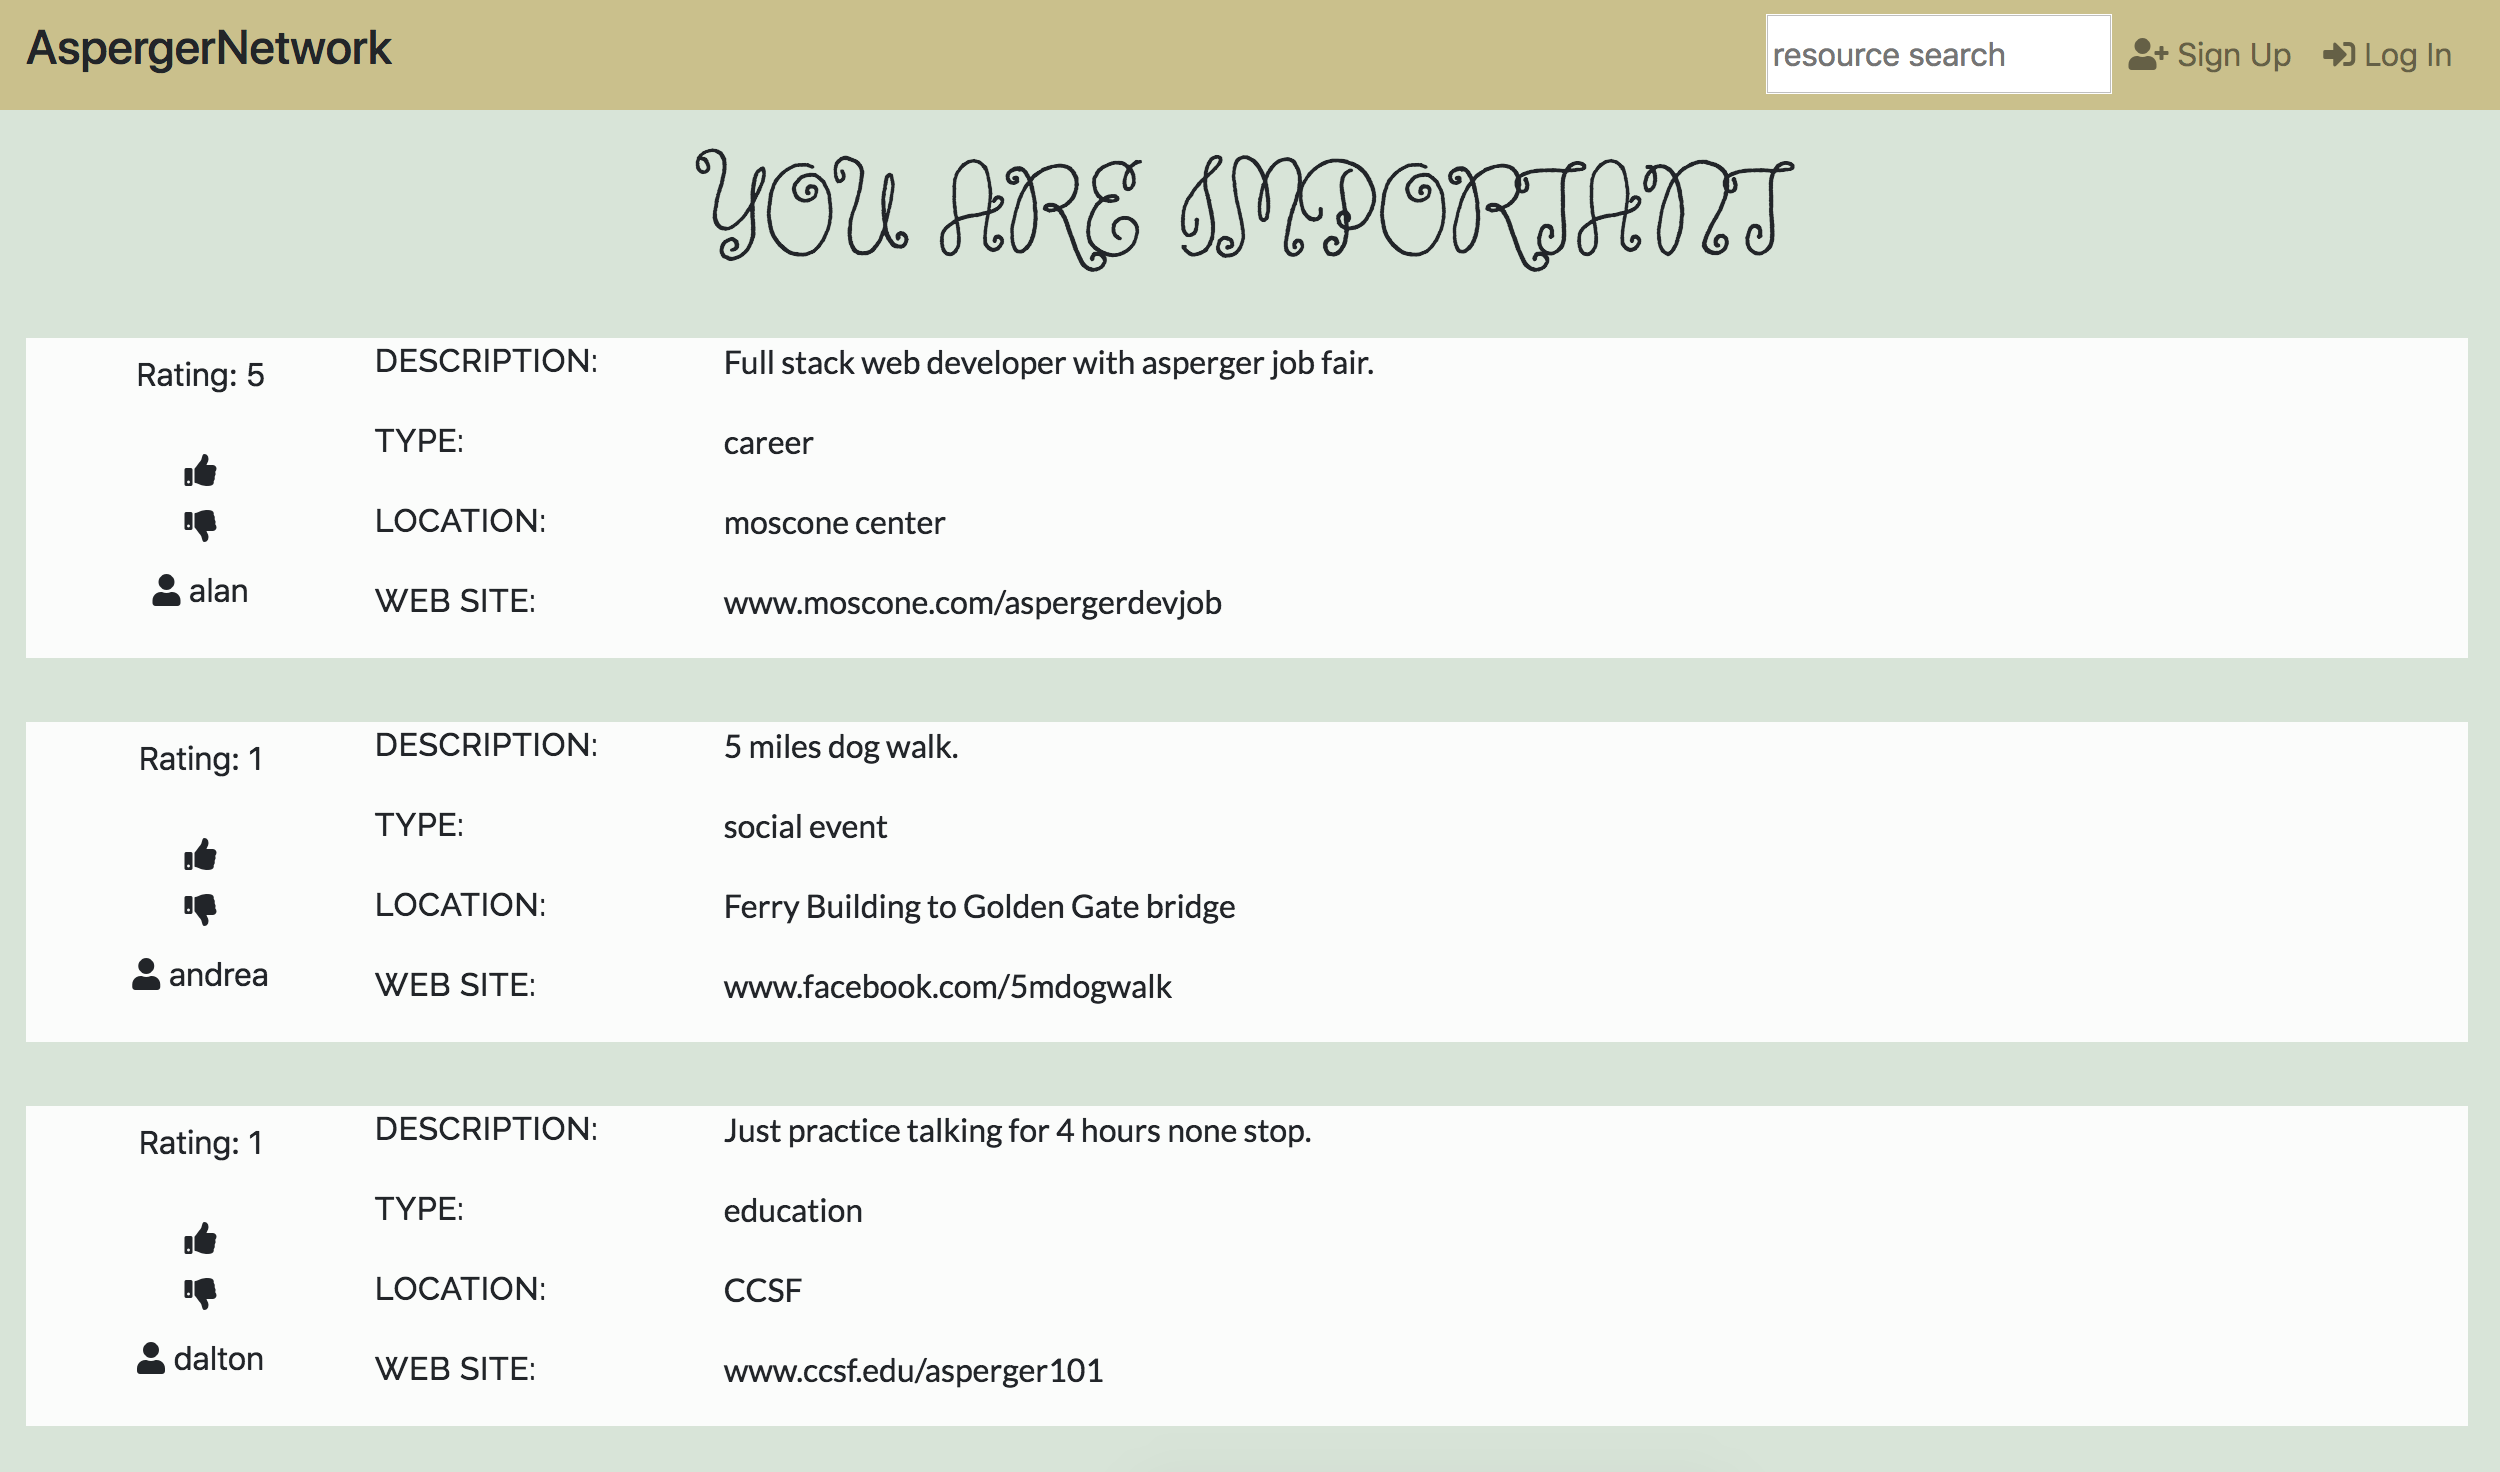 AspergerNetwork
resource search Sign Up Log In
YOU ARE IMPORTANT
Rating: 5
alan
DESCRIPTION: Full stack web developer with asperger job fair.
TYPE: career
LOCATION: moscone center
WEB SITE: www.moscone.com/aspergerdevjob
Rating: 1
andrea
DESCRIPTION: 5 miles dog walk.
TYPE: social event
LOCATION: Ferry Building to Golden Gate bridge
WEB SITE: www.facebook.com/5mdogwalk
Rating: 1
dalton
DESCRIPTION: Just practice talking for 4 hours none stop.
TYPE: education
LOCATION: CCSF
WEB SITE: www.ccsf.edu/asperger101